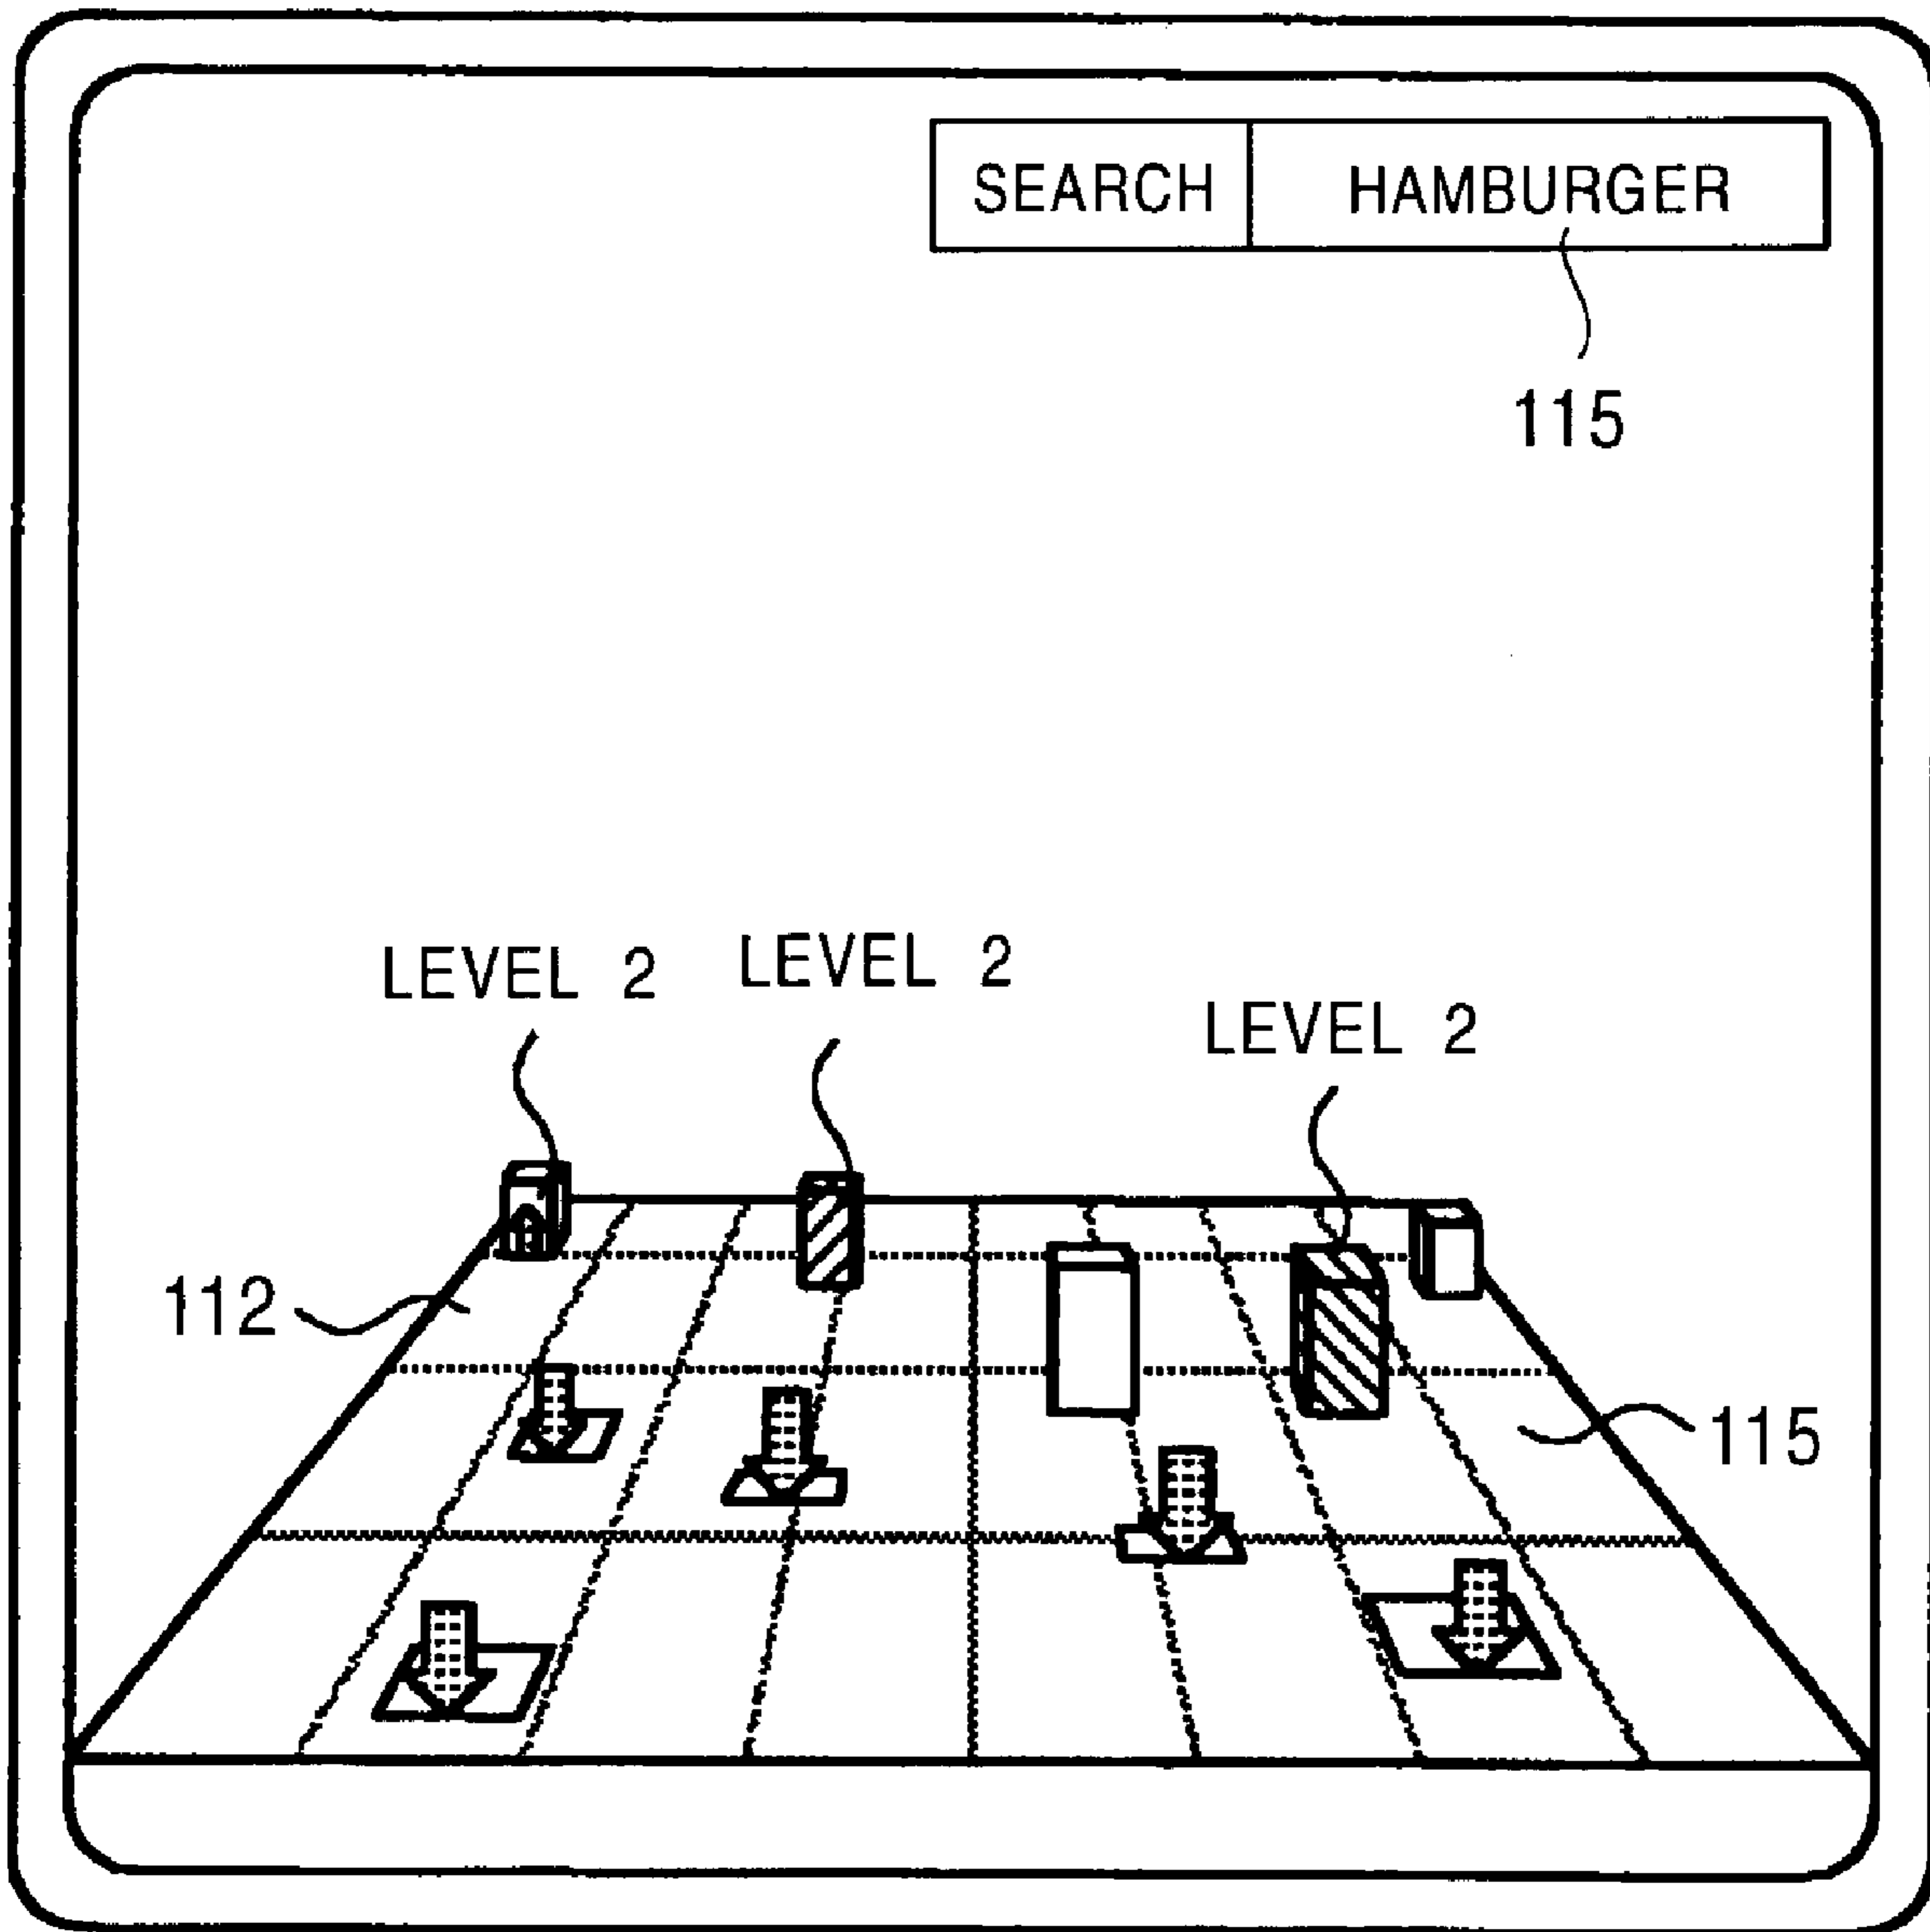 SEARCH HAMBURGER
115
LEVEL 2 LEVEL 2
LEVEL 2
112
115